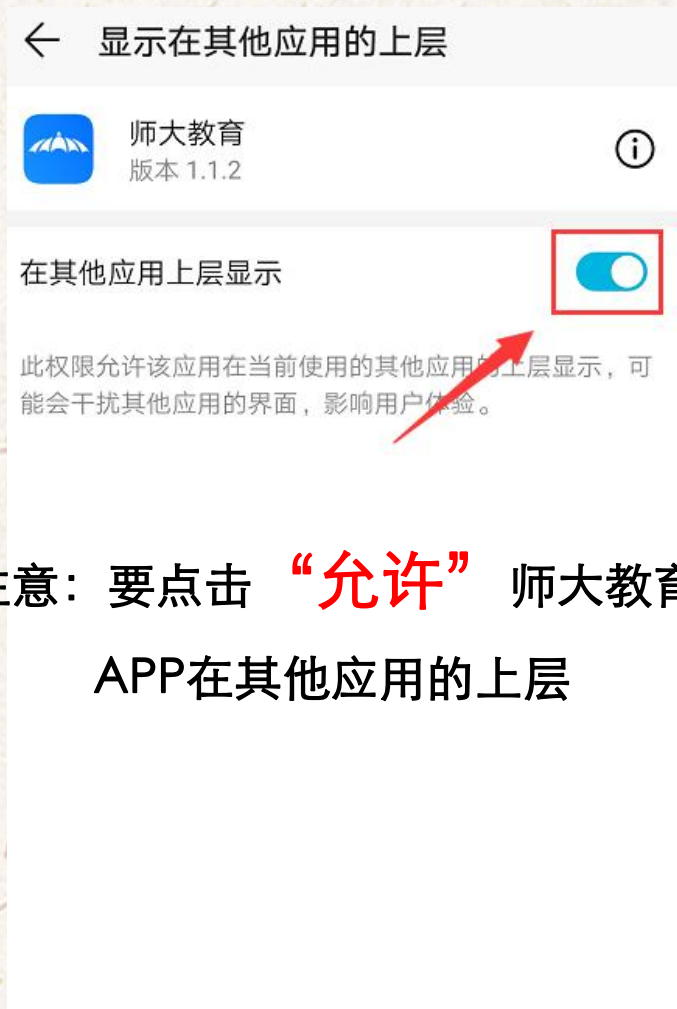 显示在其他应用的上层
师大教育
版本 1.1.2
在其他应用上层显示
此权限允许该应用在当前使用的其他应用的上层显示，可
能会干扰其他应用的界面，影响用户体验。
注意：要点击“允许”师大教育
APP在其他应用的上层